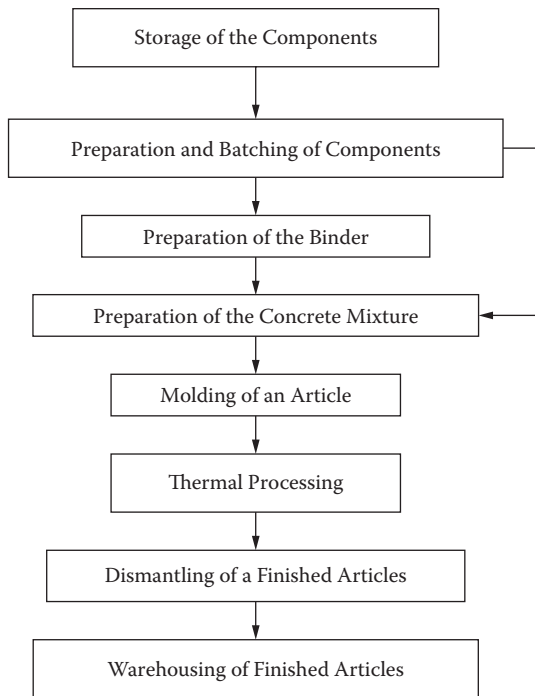 Storage of the Components
Preparation and Batching of Components
Preparation of the Binder
Preparation of the Concrete Mixture
Molding of an Article
Thermal Processing
Dismantling of a Finished Articles
Warehousing of Finished Articles